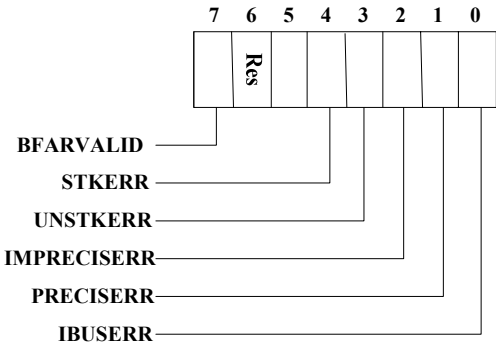 7 6 5 4 3 2 1 0
Res
BFARVALID
STKERR
UNSTKERR
IMPRECISERR
PRECISERR
IBUSERR